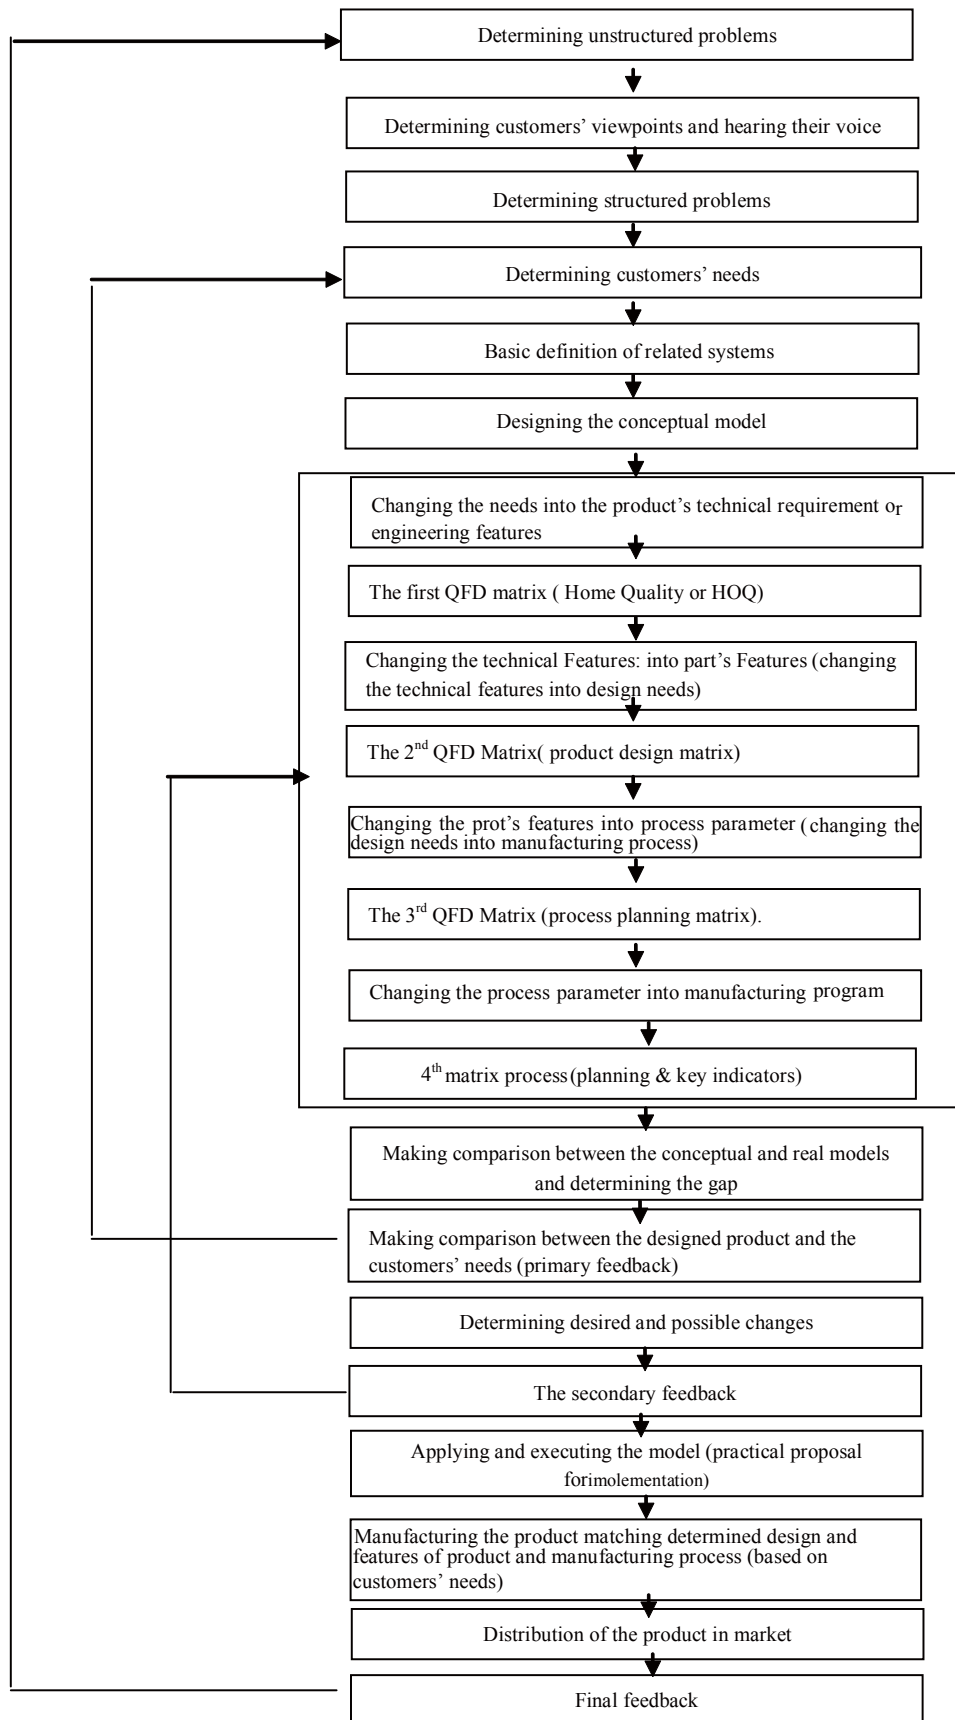 Determining unstructured problems
Determining customers’ viewpoints and hearing their voice
Determining structured problems
Determining customers’ needs
Basic definition of related systems
Designing the conceptual model
Changing the needs into the product’s technical requirement or
engineering features
The first QFD matrix ( Home Quality or HOQ)
Changing the technical Features: into part’s Features (changing
the technical features into design needs)
The 2nd QFD Matrix( product design matrix)
Changing the prot’s features into process parameter (changing the
design needs into manufacturing process)
The 3rd QFD Matrix (process planning matrix).
Changing the process parameter into manufacturing program
4th matrix process (planning & key indicators)
Making comparison between the conceptual and real models
and determining the gap
Making comparison between the designed product and the
customers’ needs (primary feedback)
Determining desired and possible changes
The secondary feedback
Applying and executing the model (practical proposal
forimolementation)
Manufacturing the product matching determined design and
features of product and manufacturing process (based on
customers’ needs)
Distribution of the product in market
Final feedback